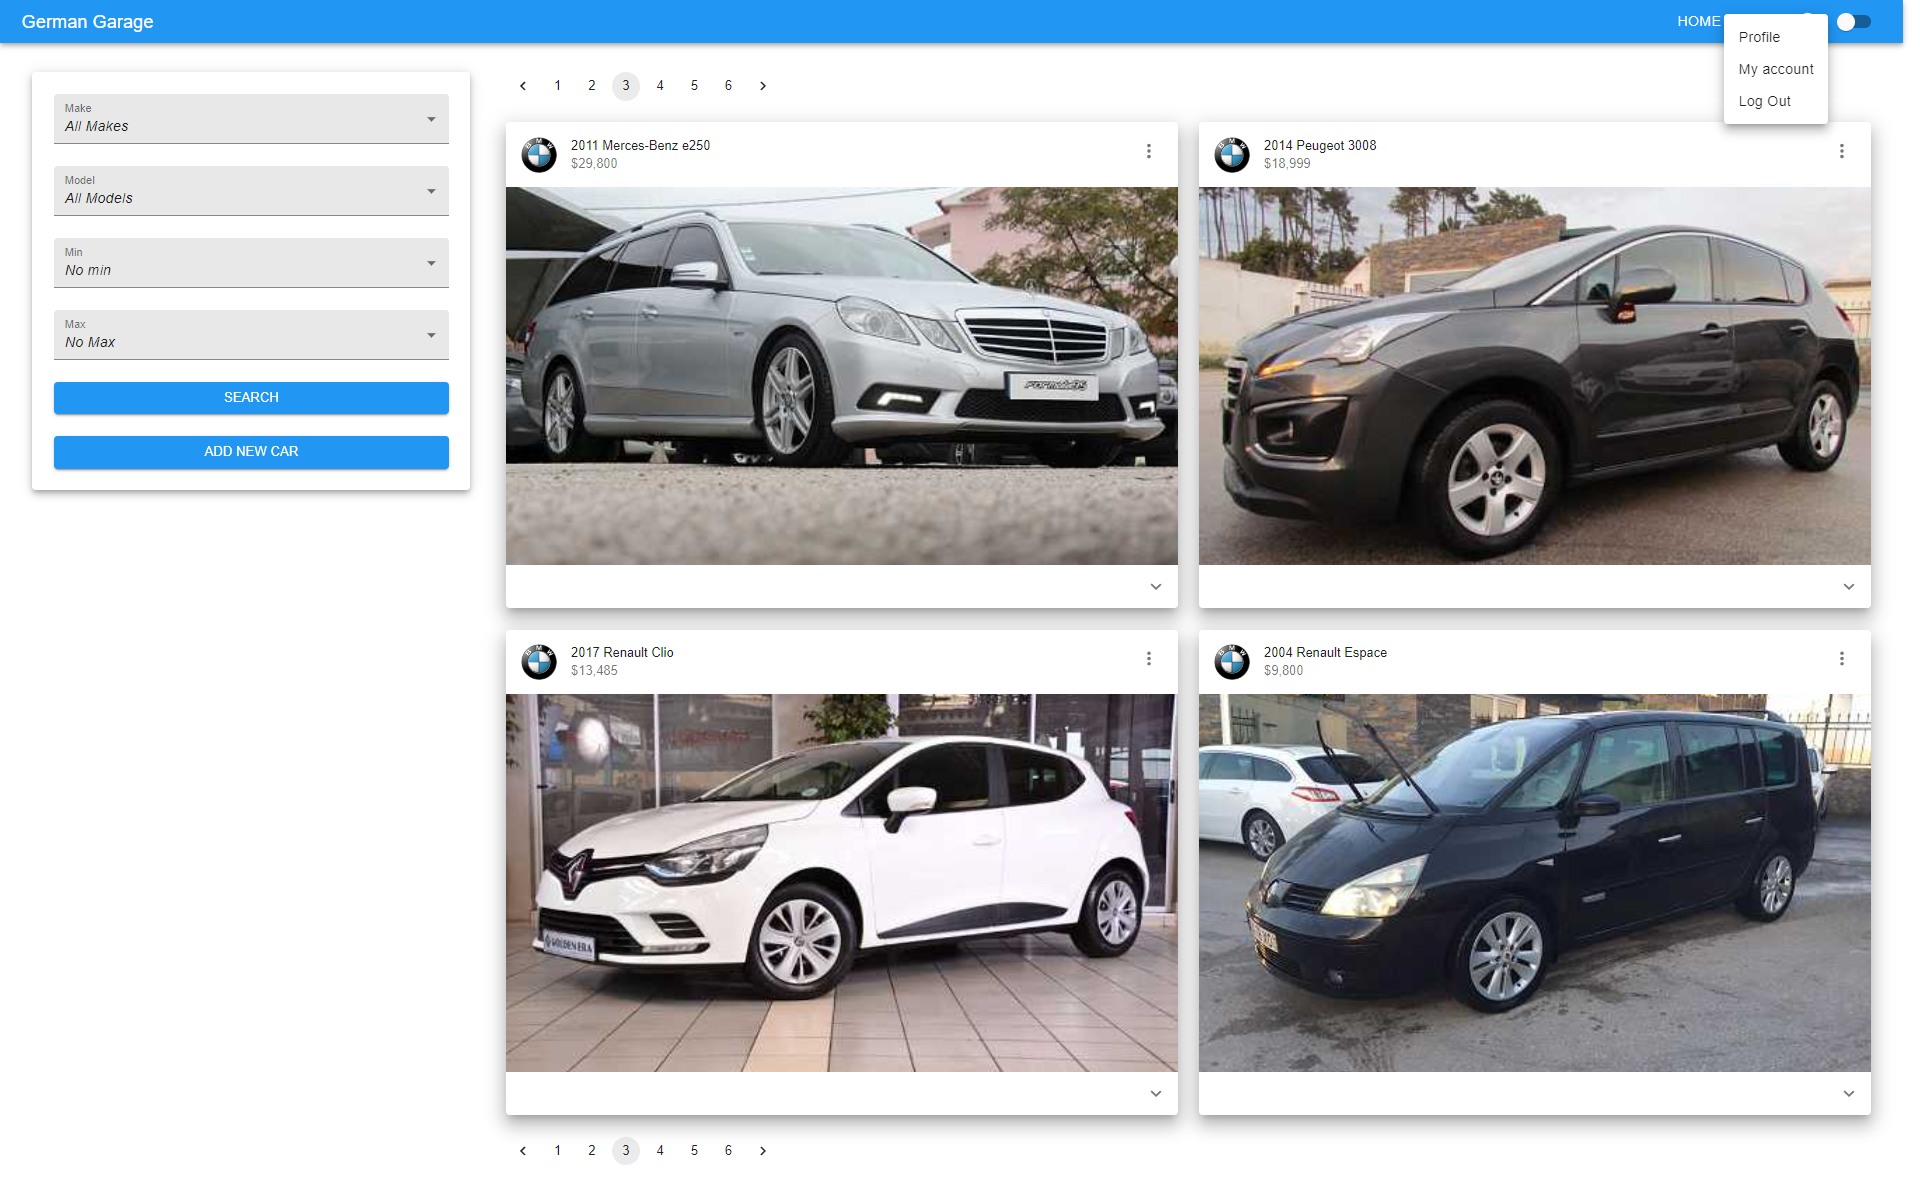 German Garage
HOME
Profile
My account
Log Out
Make
All Makes
Model
All Models
Min
No min
Max
No Max
SEARCH
ADD NEW CAR
1 2 3 4 5 6
2011 Merces-Benz e250
$29,800
2014 Peugeot 3008
$18,999
2017 Renault Clio
$13,485
GOLDEN ERA
2004 Renault Espace
$9,800
1 2 3 4 5 6